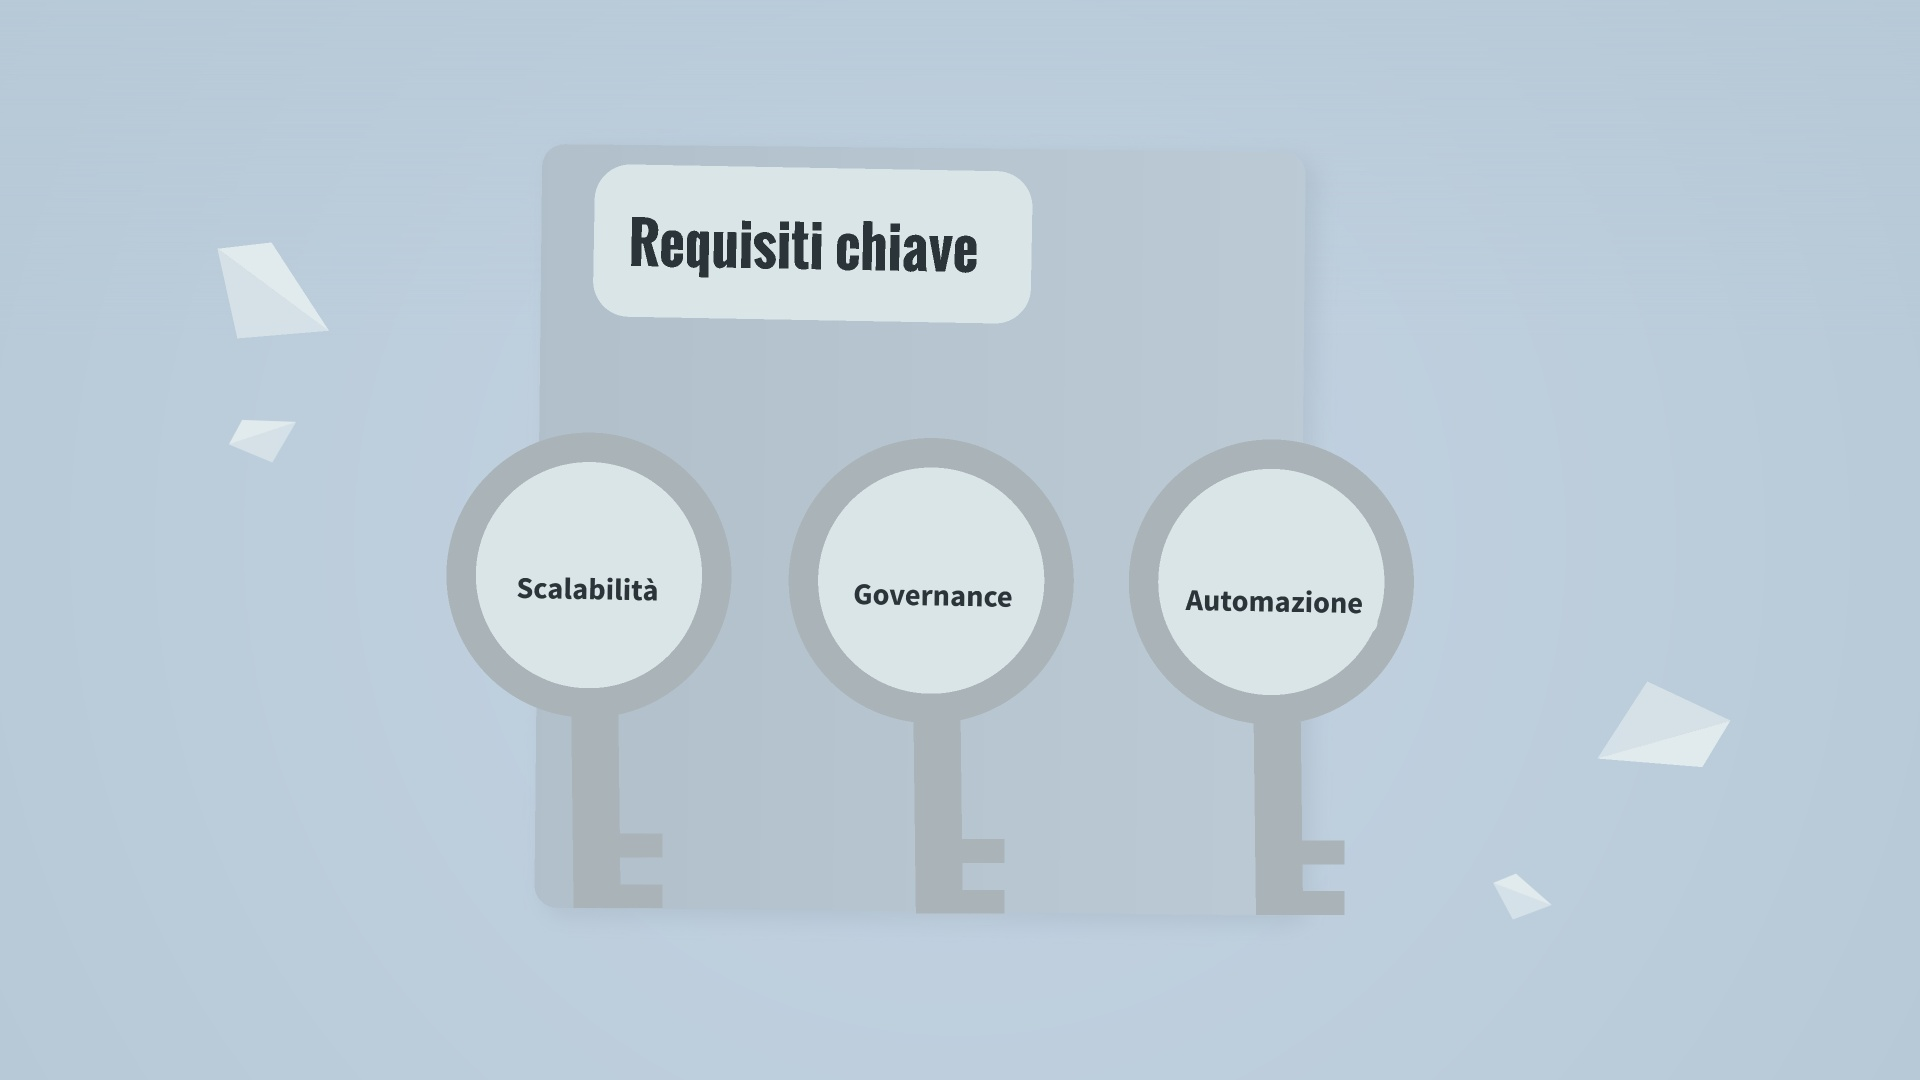 Requisiti chiave
Scalabilità
Governance
Automazione